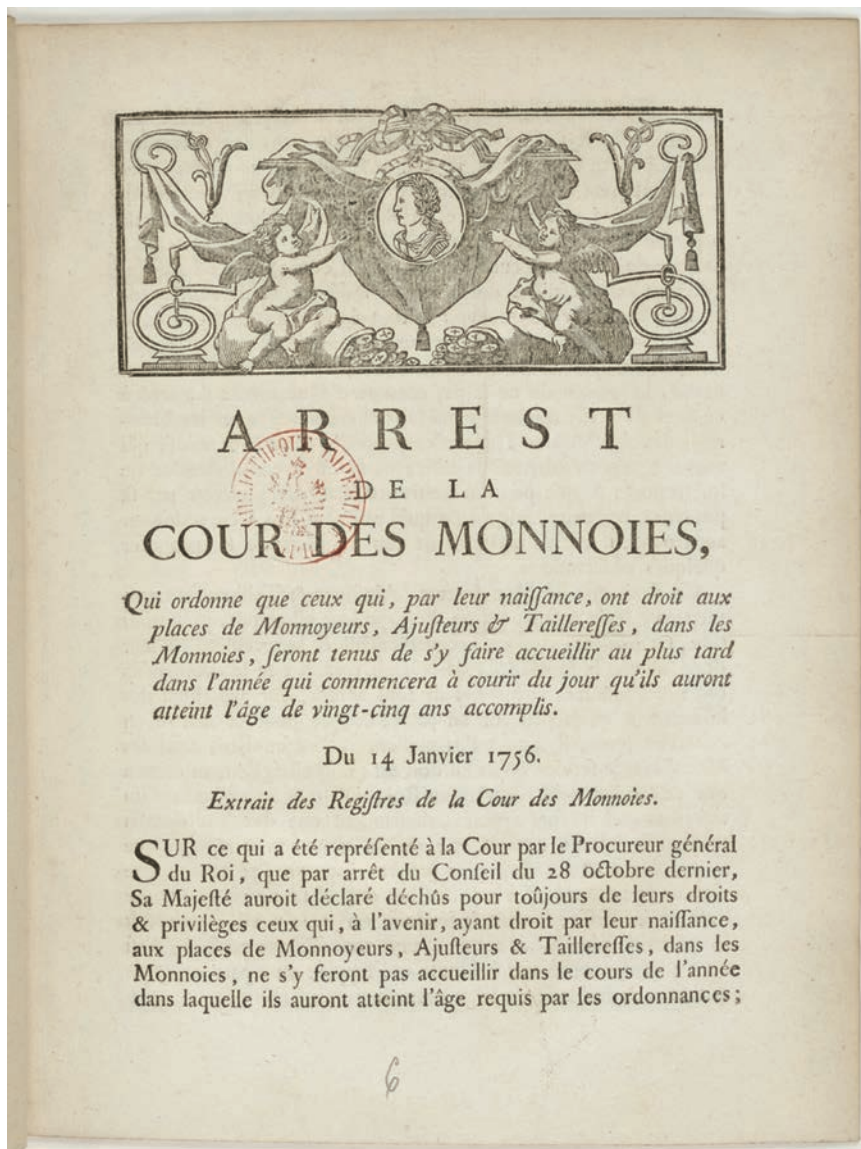 ARREST
DE LA
COUR DES MONNOIES,
Qui ordonne que ceux qui, par leur naiſſance, ont droit aux
places de Monnoyeurs, Ajuſteurs & Taillereſſes, dans les
Monnoies, ſeront tenus de s'y faire accueillir au plus tard
dans l'année qui commencera à courir du jour qu'ils auront
atteint l'âge de vingt-cinq ans accomplis.
Du 14 Janvier 1756.
Extrait des Regiſtres de la Cour des Monnoies.
SUR ce qui a été repréſenté à la Cour par le Procureur général
du Roi, que par arrêt du Conſeil du 28 octobre dernier,
Sa Majeſté auroit déclaré déchûs pour toûjours de leurs droits
& privilèges ceux qui, à l'avenir, ayant droit par leur naiſſance,
aux places de Monnoyeurs, Ajuſteurs & Taillereſſes, dans les
Monnoies, ne s'y feront pas accueillir dans le cours de l'année
dans laquelle ils auront atteint l'âge requis par les ordonnances;
6
BIBLIOTHEQUE IMPERIALE